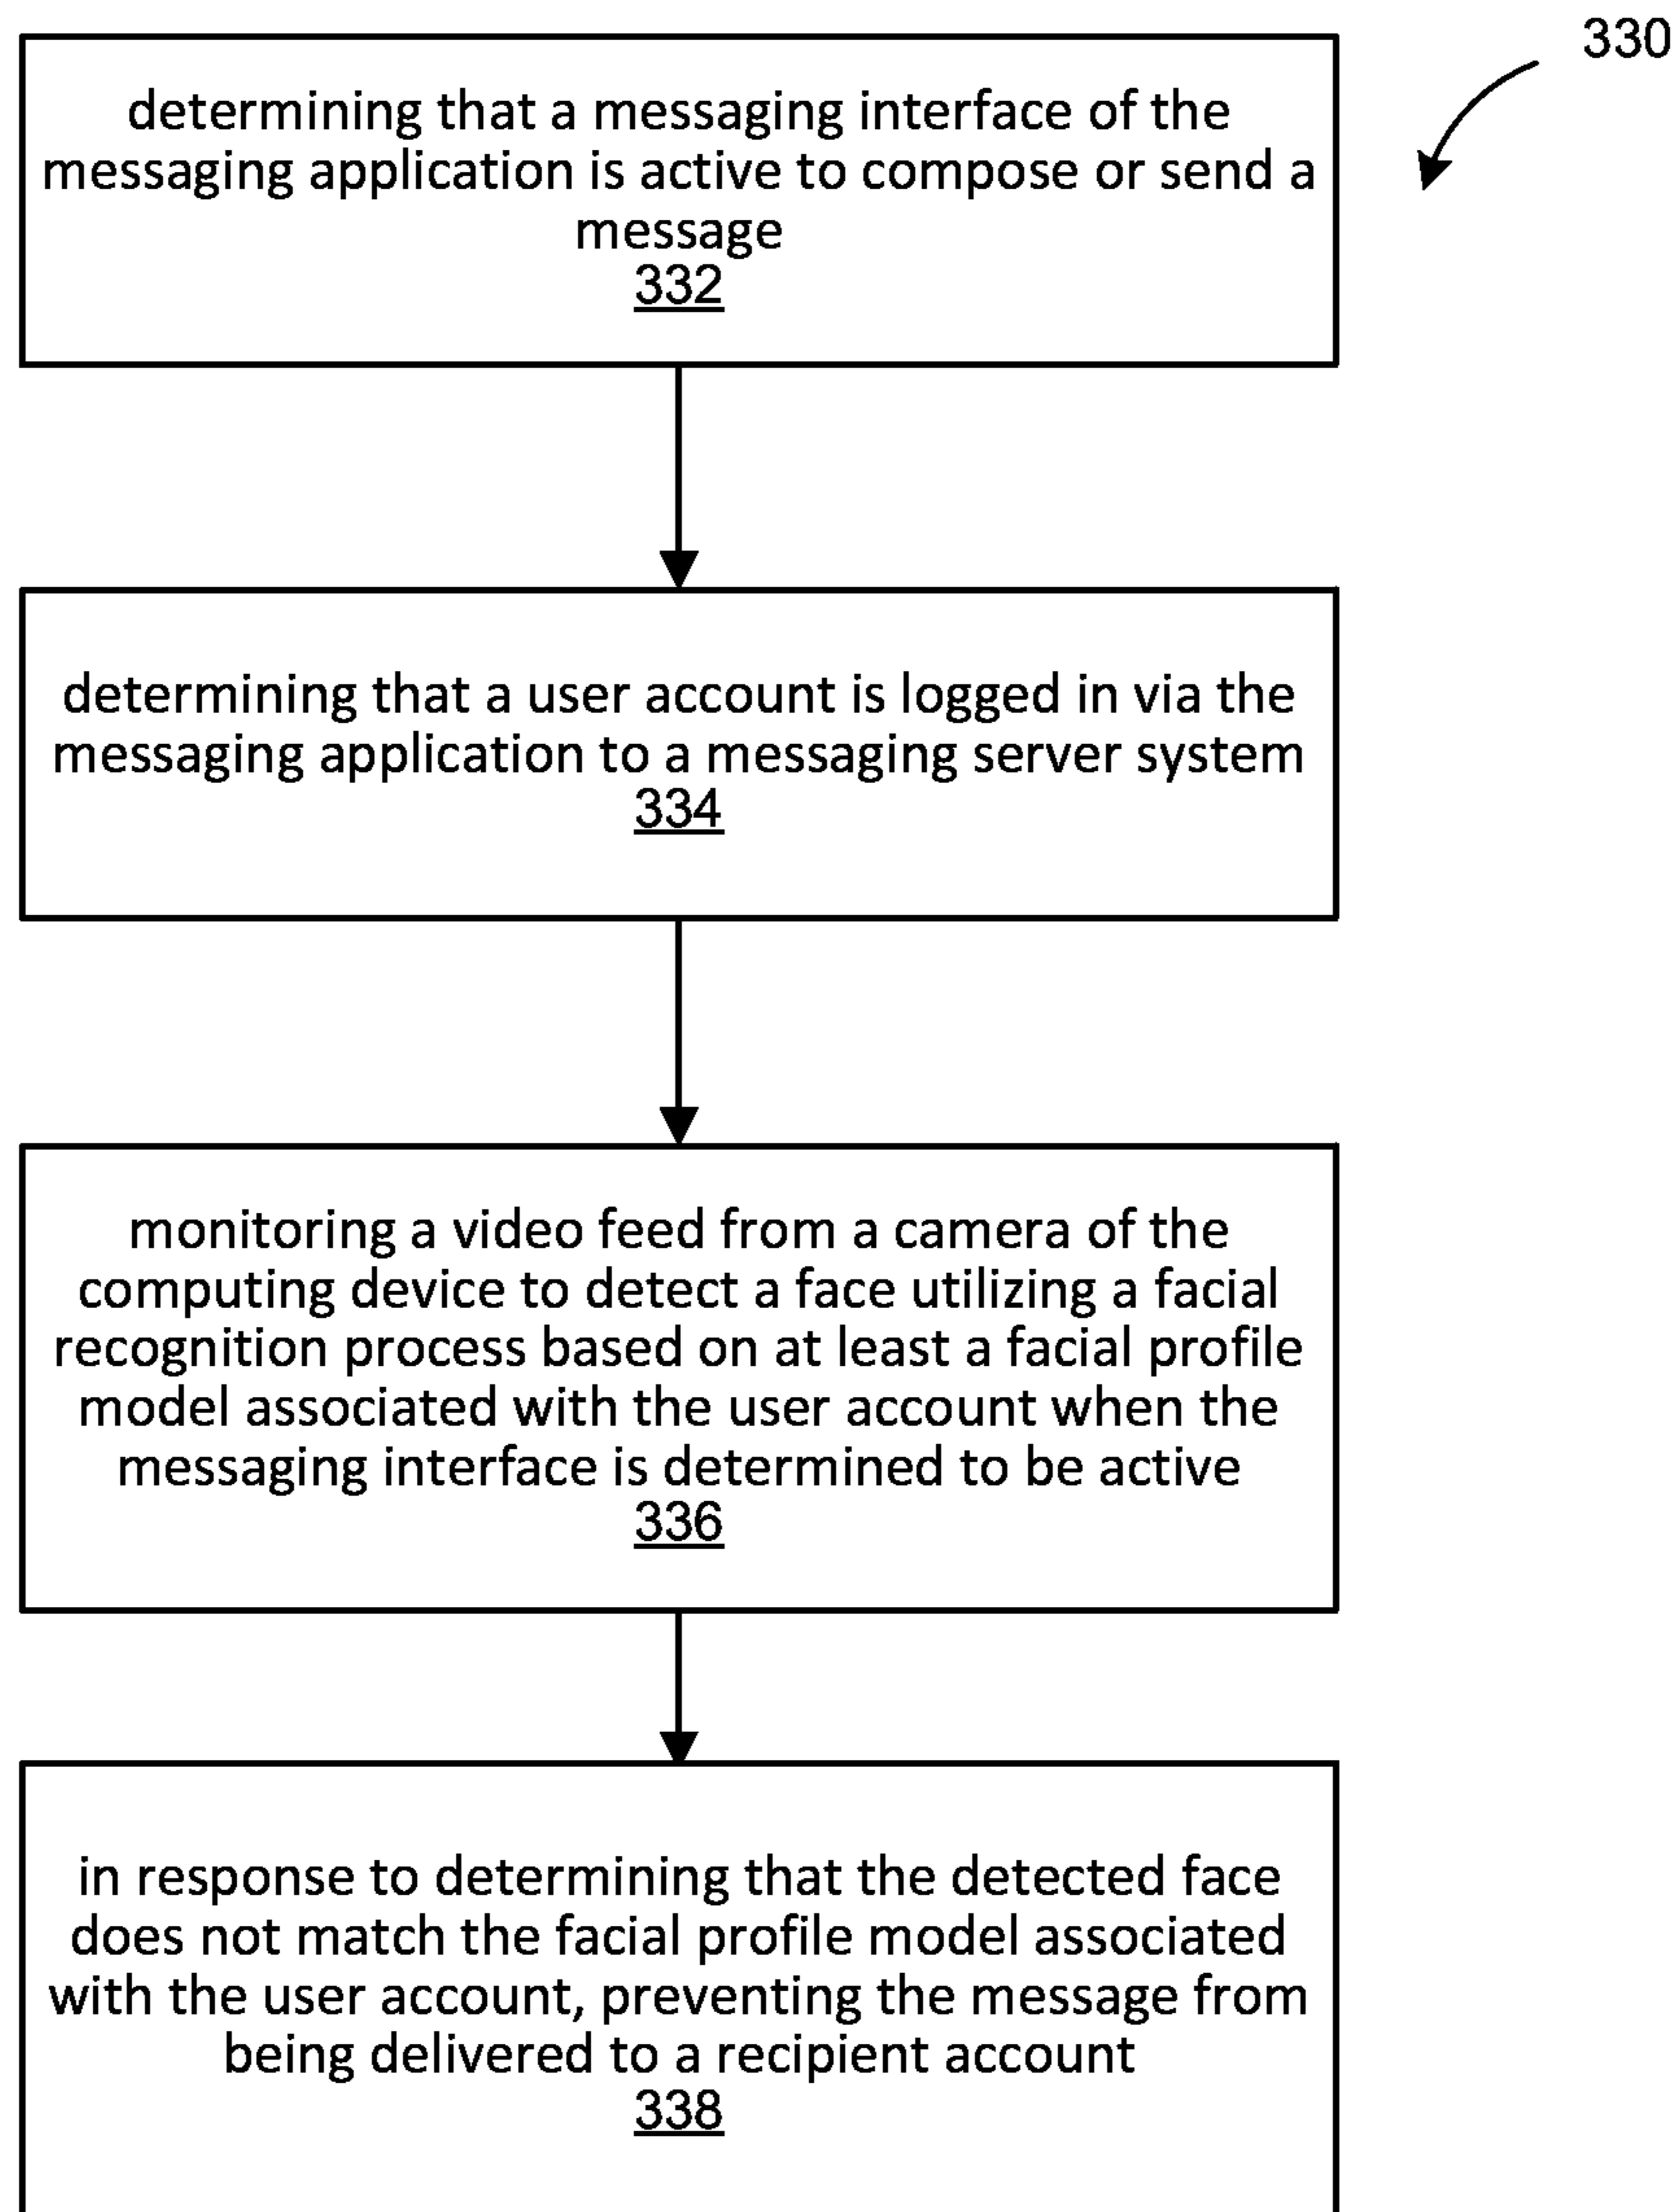 330
determining that a messaging interface of the
messaging application is active to compose or send a
message
332
determining that a user account is logged in via the
messaging application to a messaging server system
334
monitoring a video feed from a camera of the
computing device to detect a face utilizing a facial
recognition process based on at least a facial profile
model associated with the user account when the
messaging interface is determined to be active
336
in response to determining that the detected face
does not match the facial profile model associated
with the user account, preventing the message from
being delivered to a recipient account
338